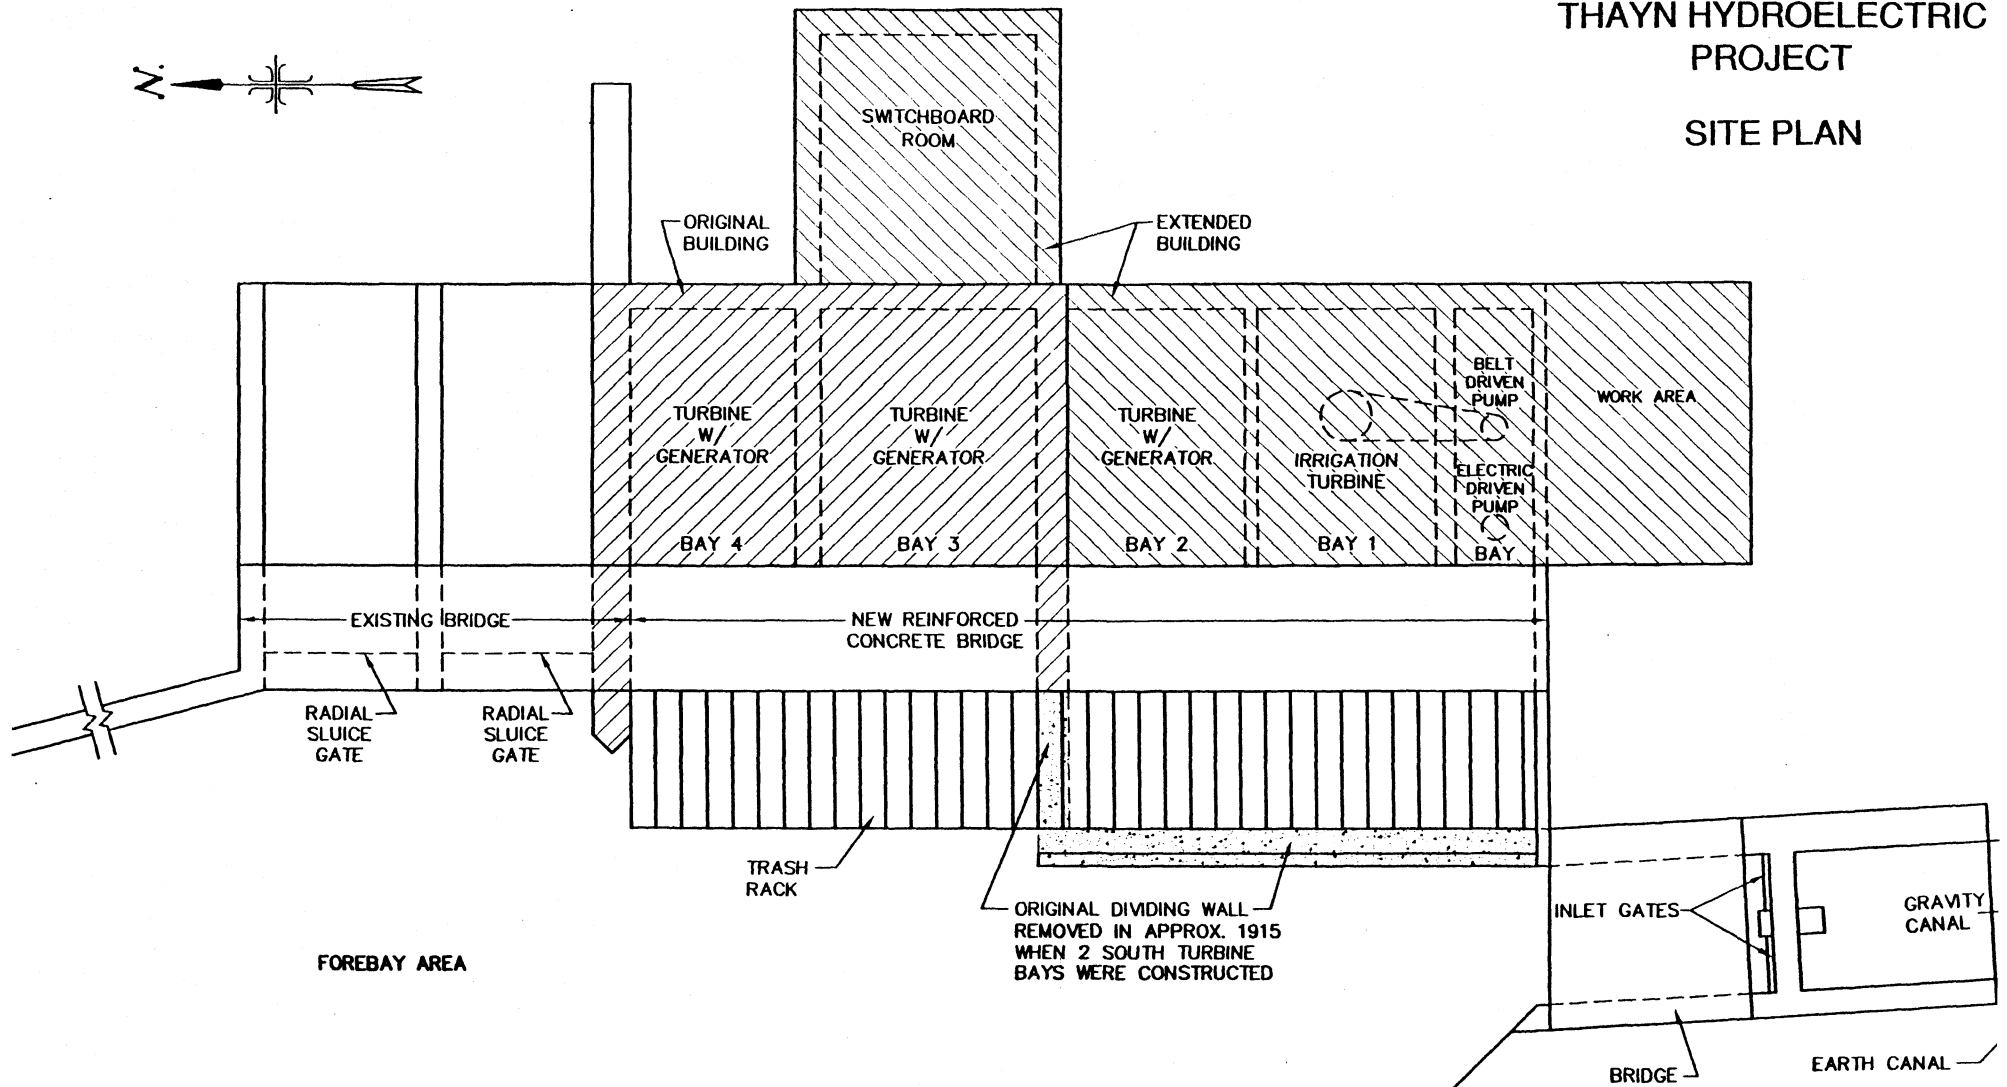 THAYN HYDROELECTRIC
PROJECT
SITE PLAN
N.
SWITCHBOARD
ROOM
ORIGINAL
BUILDING
EXTENDED
BUILDING
TURBINE
W/
GENERATOR
BAY 4
TURBINE
W/
GENERATOR
BAY 3
TURBINE
W/
GENERATOR
BAY 2
IRRIGATION
TURBINE
BAY 1
BELT
DRIVEN
PUMP
ELECTRIC
DRIVEN
PUMP
BAY
WORK AREA
EXISTING BRIDGE
NEW REINFORCED
CONCRETE BRIDGE
RADIAL
SLUICE
GATE
RADIAL
SLUICE
GATE
TRASH
RACK
ORIGINAL DIVIDING WALL
REMOVED IN APPROX. 1915
WHEN 2 SOUTH TURBINE
BAYS WERE CONSTRUCTED
INLET GATES
GRAVITY
CANAL
FOREBAY AREA
BRIDGE
EARTH CANAL